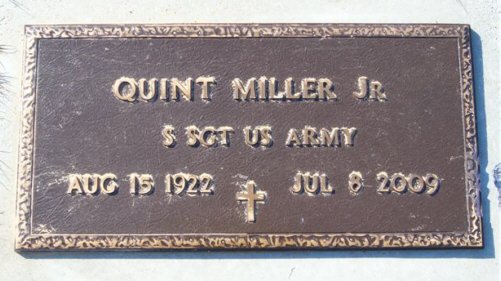 QUINT MILLER JR
S SGT US ARMY
AUG 15 1922 JUL 8 2009